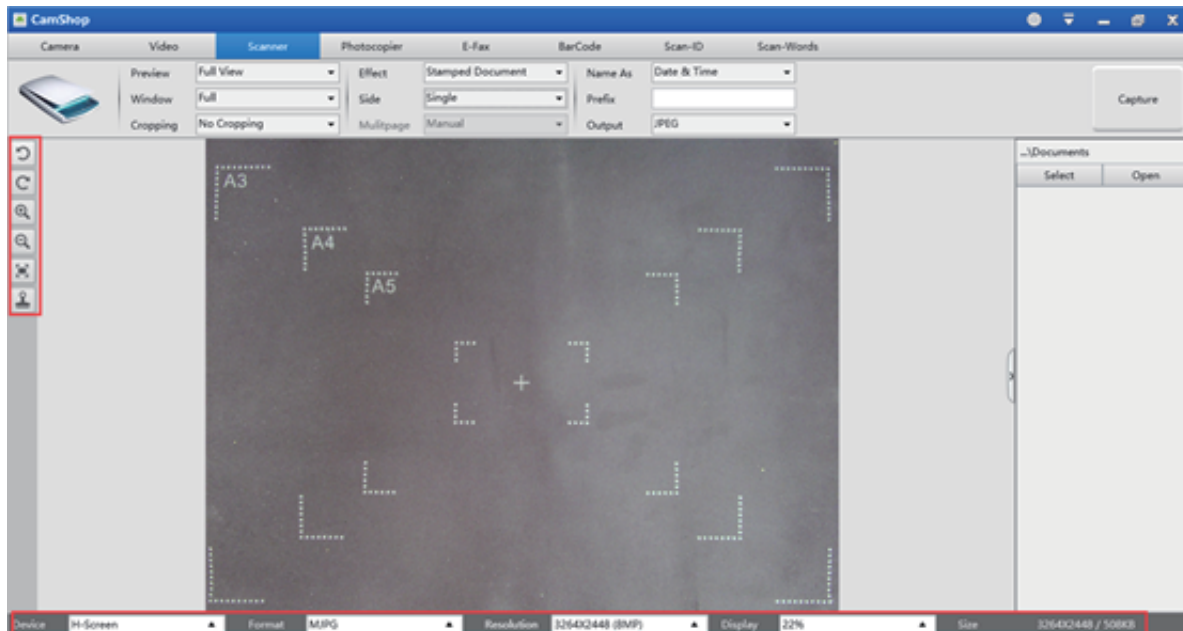 CamShop
Camera Video Scanner Photocopier E-Fax BarCode Scan-ID Scan-Words
Preview Full View Effect Stamped Document Name As Date & Time
Window Full Side Single Prefix
Cropping No Cropping Mulitpage Manual Output JPEG
Capture
...\Documents
Select Open
A3
A4
A5
Device H-Screen Format MJPG Resolution 3264X2448 (8MP) Display 22% Size 3264X2448 / 508KB